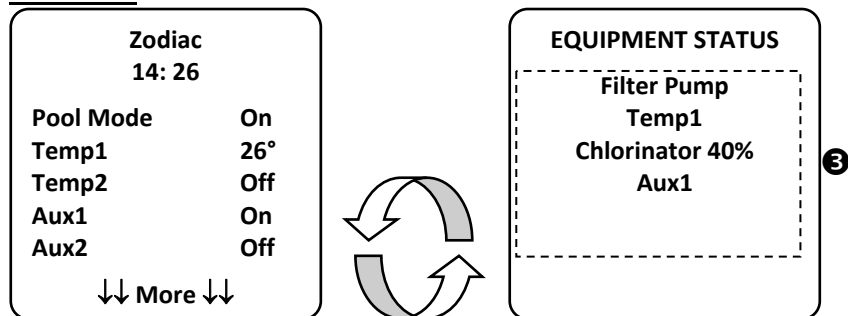 Zodiac
14: 26
Pool Mode On
Temp1 26°
Temp2 Off
Aux1 On
Aux2 Off
↓↓ More ↓↓
EQUIPMENT STATUS
Filter Pump
Temp1
Chlorinator 40%
Aux1
❸